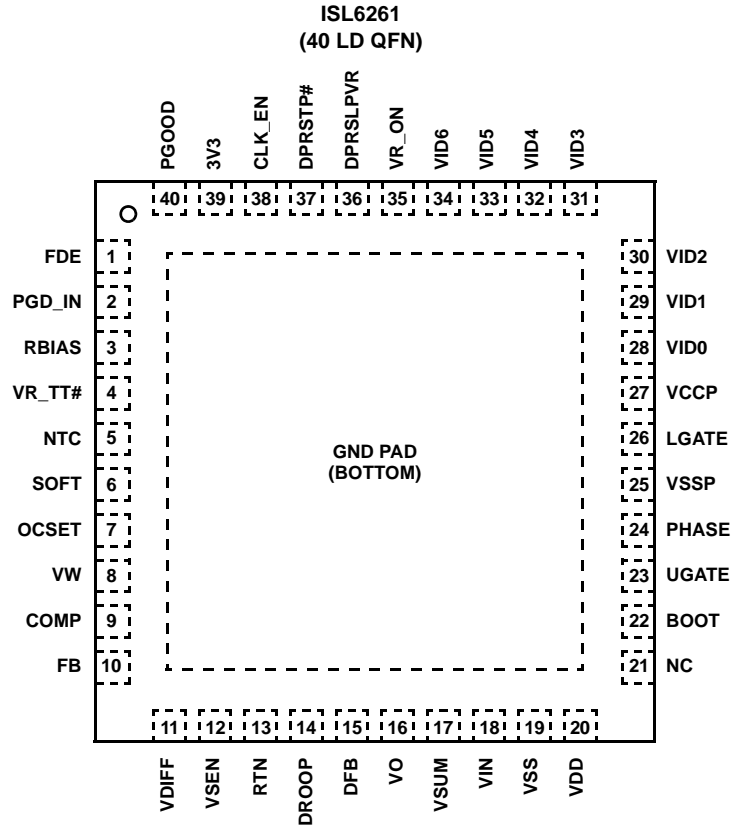 ISL6261
(40 LD QFN)
PGOOD
3V3
CLK_EN
DPRSTP#
DPRSLPVR
VR_ON
VID6
VID5
VID4
VID3
40 39 38 37 36 35 34 33 32 31
FDE 1
PGD_IN 2
RBIAS 3
VR_TT# 4
NTC 5
SOFT 6
OCSET 7
VW 8
COMP 9
FB 10
GND PAD
(BOTTOM)
30 VID2
29 VID1
28 VID0
27 VCCP
26 LGATE
25 VSSP
24 PHASE
23 UGATE
22 BOOT
21 NC
11 12 13 14 15 16 17 18 19 20
VDIFF
VSEN
RTN
DROOP
DFB
VO
VSUM
VIN
VSS
VDD